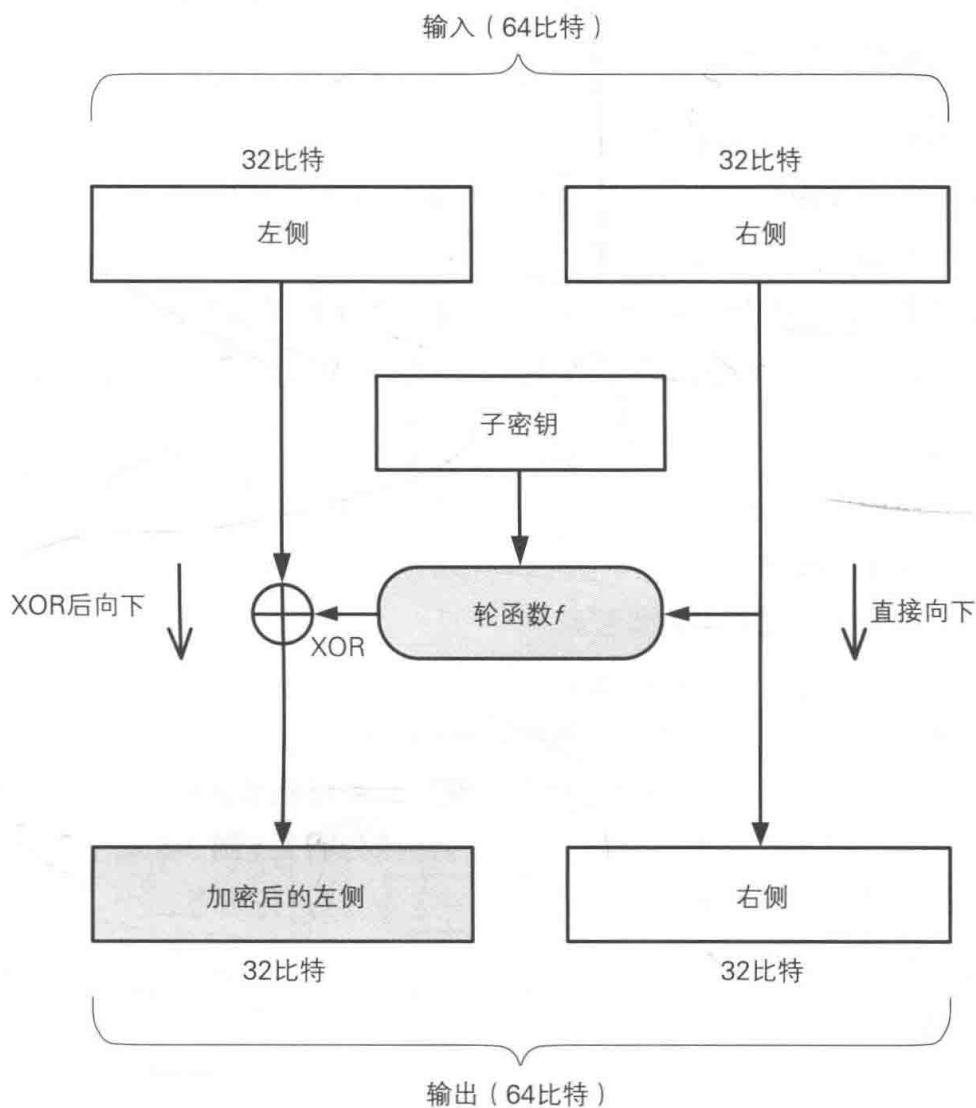 输入（64比特）
32比特
32比特
左侧
右侧
子密钥
XOR后向下
轮函数f
直接向下
XOR
加密后的左侧
右侧
32比特
32比特
输出（64比特）